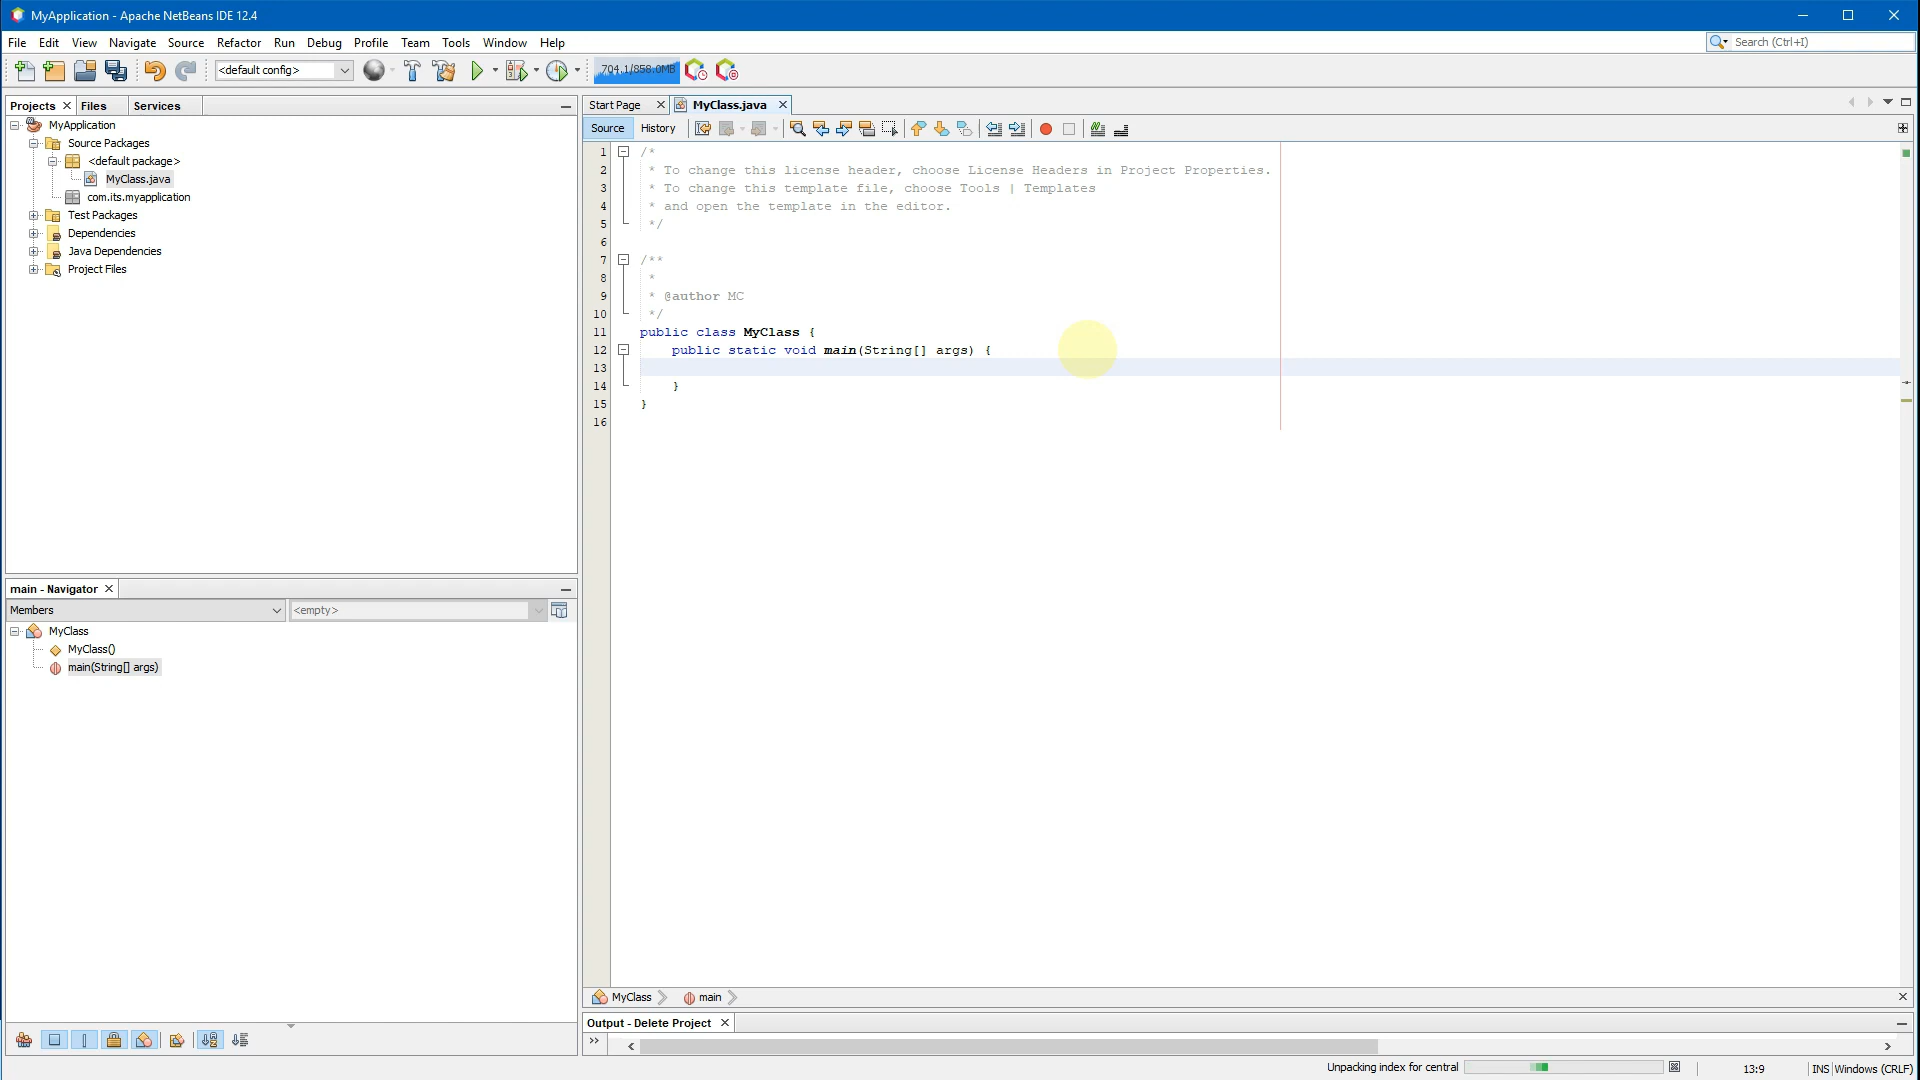 MyApplication - Apache NetBeans IDE 12.4
File Edit View Navigate Source Refactor Run Debug Profile Team Tools Window Help
Search (Ctrl+I)
<default config>
704.1/858.0MB
Projects Files Services
MyApplication
Source Packages
<default package>
MyClass.java
com.its.myapplication
Test Packages
Dependencies
Java Dependencies
Project Files
main - Navigator
Members <empty>
MyClass
MyClass()
main(String[] args)
Start Page MyClass.java
Source History
1 /*
2 * To change this license header, choose License Headers in Project Properties.
3 * To change this template file, choose Tools | Templates
4 * and open the template in the editor.
5 */
6
7 /**
8 *
9 * @author MC
10 */
11 public class MyClass {
12 public static void main(String[] args) {
13
14 }
15 }
16
MyClass main
Output - Delete Project
Unpacking index for central
13:9 INS Windows (CRLF)